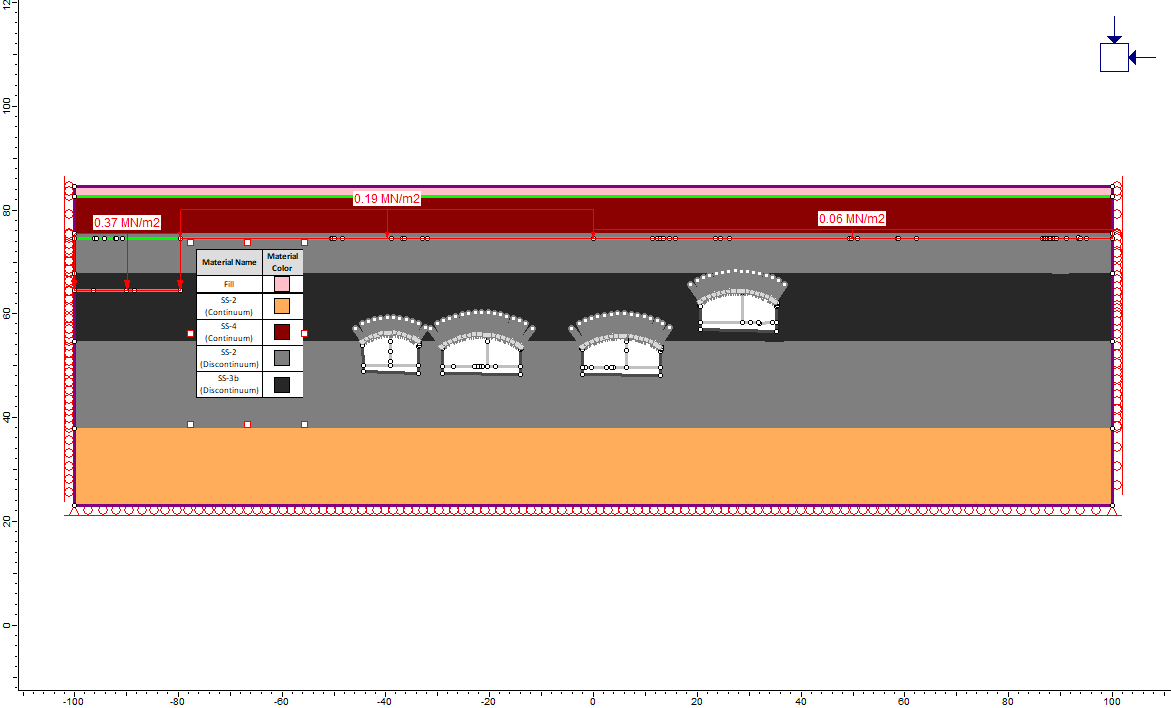 120
100
80
60
40
20
0
0.19 MN/m2
0.37 MN/m2
0.06 MN/m2
Material Name
Material
Color
Fill
SS-2
(Continuum)
SS-4
(Continuum)
SS-2
(Discontinuum)
SS-3b
(Discontinuum)
-100
-80
-60
-40
-20
0
20
40
60
80
100